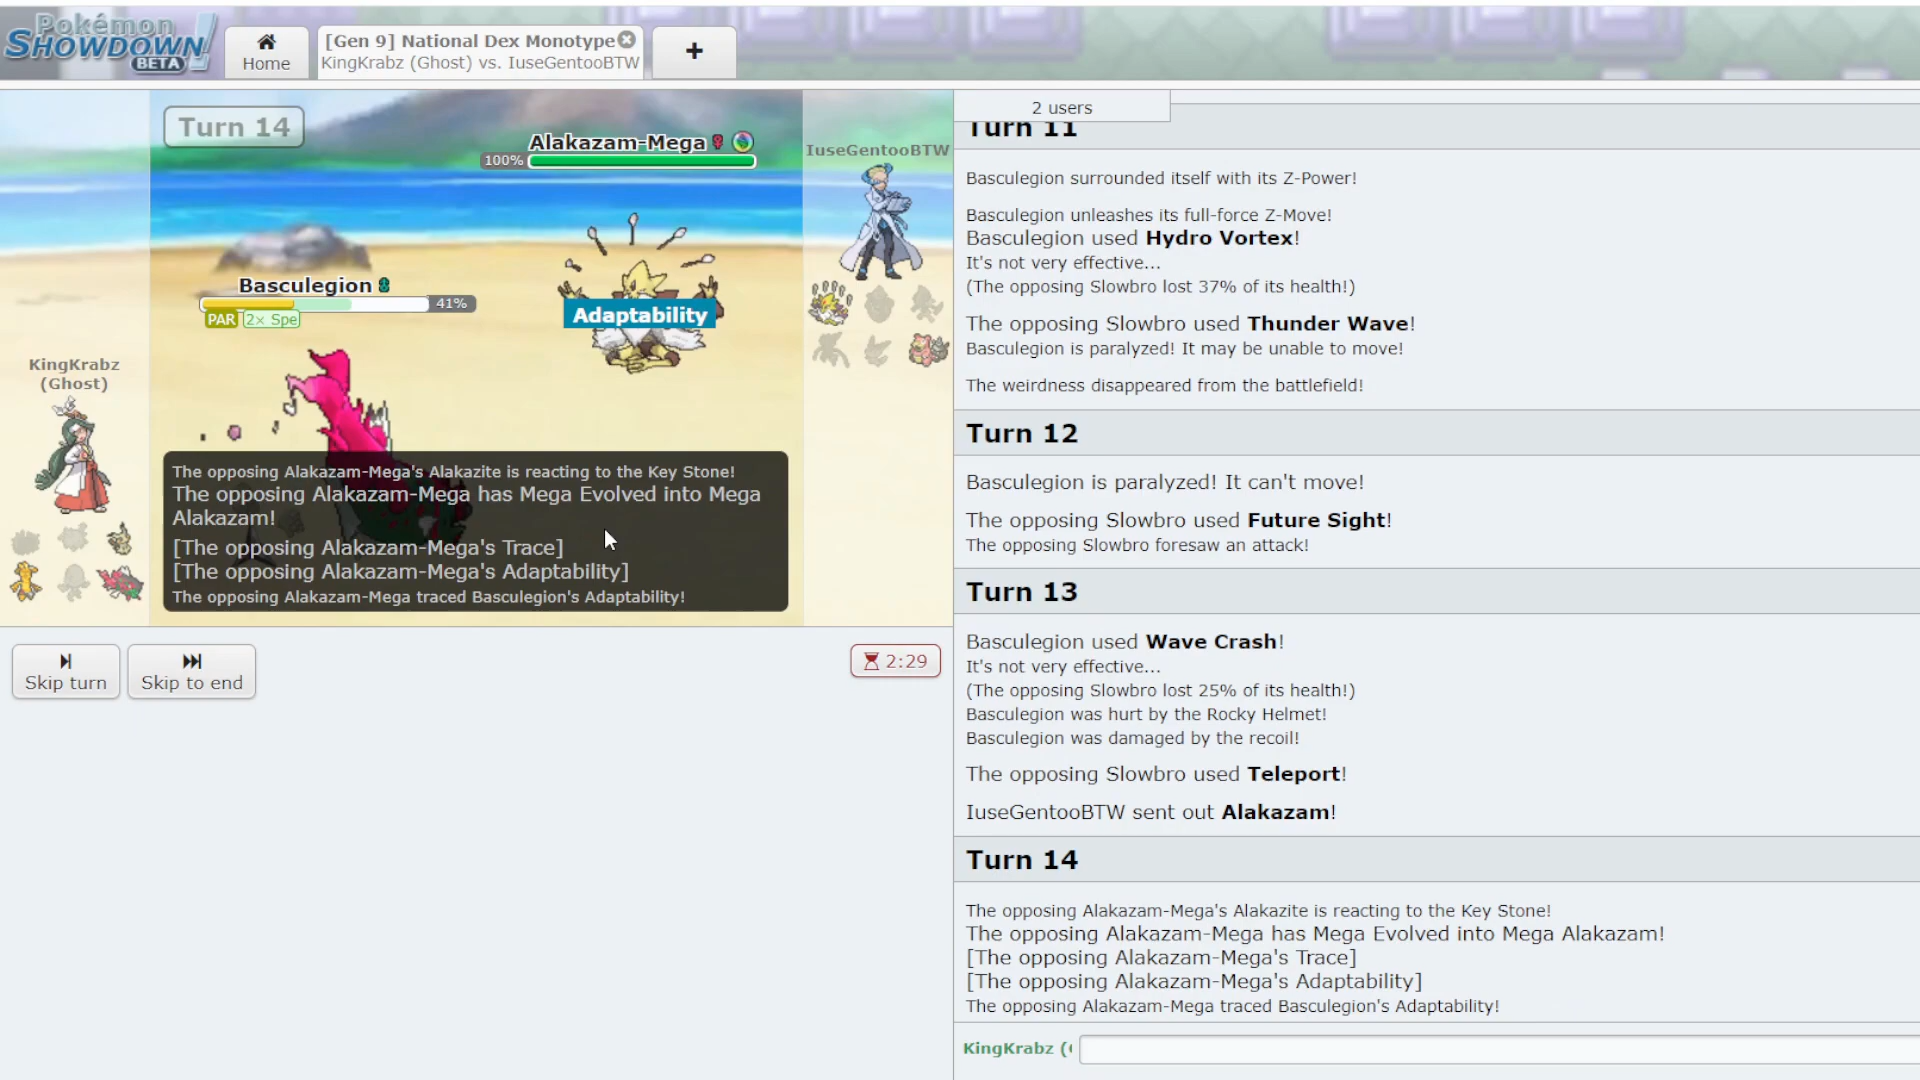 Pokémon
SHOWDOWN!
BETA
Home
[Gen 9] National Dex Monotype
KingKrabz (Ghost) vs. IuseGentooBTW
+
Turn 14
Alakazam-Mega
100%
Adaptability
Basculegion
41%
PAR 2× Spe
IuseGentooBTW
KingKrabz
(Ghost)
The opposing Alakazam-Mega's Alakazite is reacting to the Key Stone!
The opposing Alakazam-Mega has Mega Evolved into Mega
Alakazam!
[The opposing Alakazam-Mega's Trace]
[The opposing Alakazam-Mega's Adaptability]
The opposing Alakazam-Mega traced Basculegion's Adaptability!
Skip turn
Skip to end
2:29
2 users
Turn 11
Basculegion surrounded itself with its Z-Power!
Basculegion unleashes its full-force Z-Move!
Basculegion used Hydro Vortex!
It's not very effective...
(The opposing Slowbro lost 37% of its health!)
The opposing Slowbro used Thunder Wave!
Basculegion is paralyzed! It may be unable to move!
The weirdness disappeared from the battlefield!
Turn 12
Basculegion is paralyzed! It can't move!
The opposing Slowbro used Future Sight!
The opposing Slowbro foresaw an attack!
Turn 13
Basculegion used Wave Crash!
It's not very effective...
(The opposing Slowbro lost 25% of its health!)
Basculegion was hurt by the Rocky Helmet!
Basculegion was damaged by the recoil!
The opposing Slowbro used Teleport!
IuseGentooBTW sent out Alakazam!
Turn 14
The opposing Alakazam-Mega's Alakazite is reacting to the Key Stone!
The opposing Alakazam-Mega has Mega Evolved into Mega Alakazam!
[The opposing Alakazam-Mega's Trace]
[The opposing Alakazam-Mega's Adaptability]
The opposing Alakazam-Mega traced Basculegion's Adaptability!
KingKrabz (